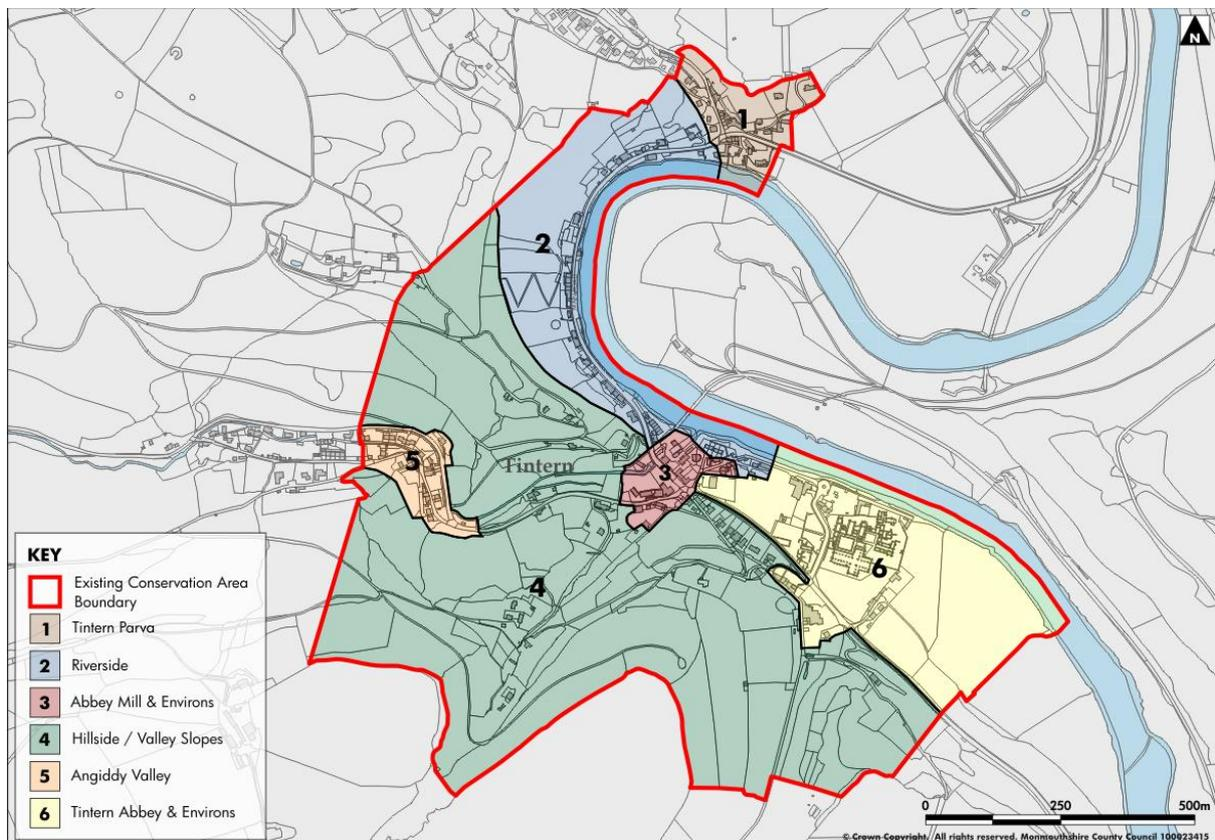 N
1
2
3
Tintern
5
4
6
KEY
Existing Conservation Area
Boundary
1 Tintern Parva
2 Riverside
3 Abbey Mill & Environs
4 Hillside / Valley Slopes
5 Angiddy Valley
6 Tintern Abbey & Environs
0 250 500m
© Crown Copyright. All rights reserved. Monmouthshire County Council 100023415